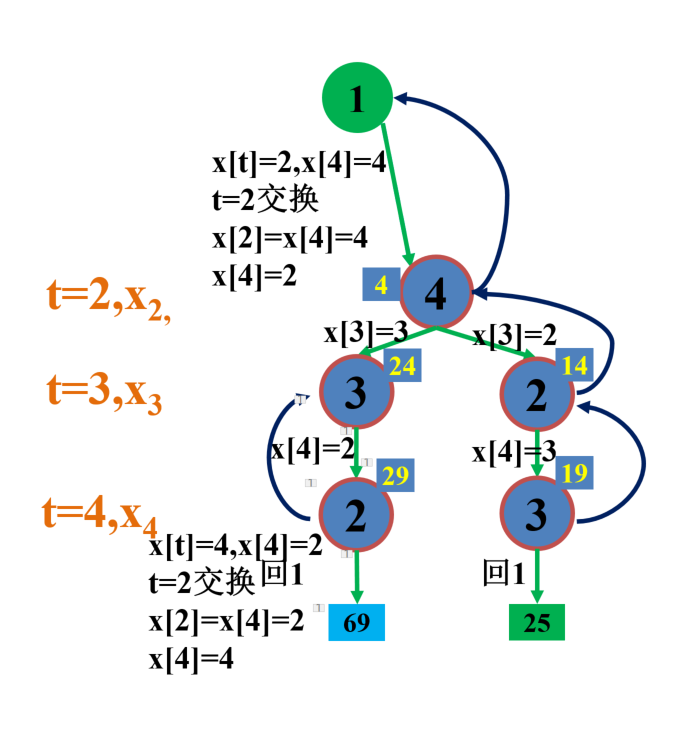 1
x[t]=2,x[4]=4
t=2交换
x[2]=x[4]=4
x[4]=2
t=2,x2,
4
4
x[3]=3
x[3]=2
t=3,x3
3
24
2
14
x[4]=2
x[4]=3
t=4,x4
2
29
3
19
x[t]=4,x[4]=2
t=2交换
回1
回1
x[2]=x[4]=2
x[4]=4
69
25